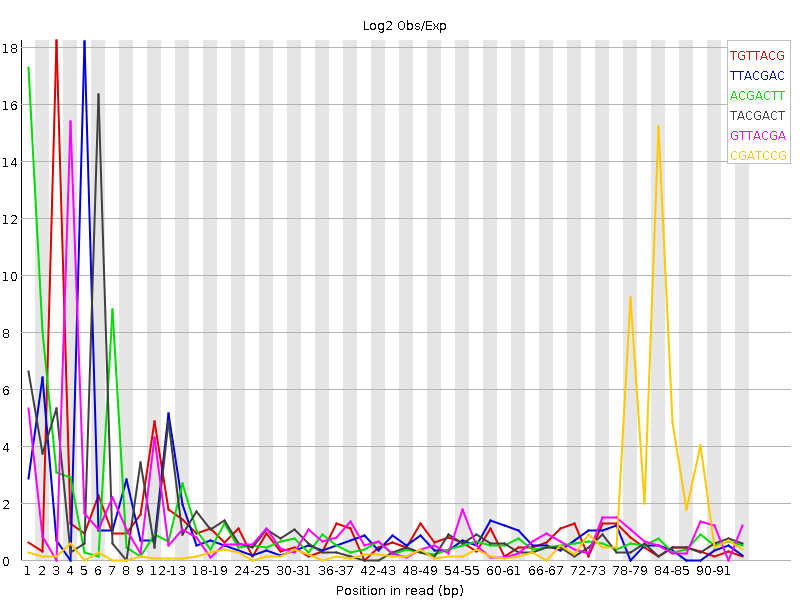 Log2 Obs/Exp
18
16
14
12
10
8
6
4
2
0
TGTTACG
TTACGAC
ACGACTT
TACGACT
GTTACGA
CGATCCG
1 2 3 4 5 6 7 8 9 12-13 18-19 24-25 30-31 36-37 42-43 48-49 54-55 60-61 66-67 72-73 78-79 84-85 90-91
Position in read (bp)